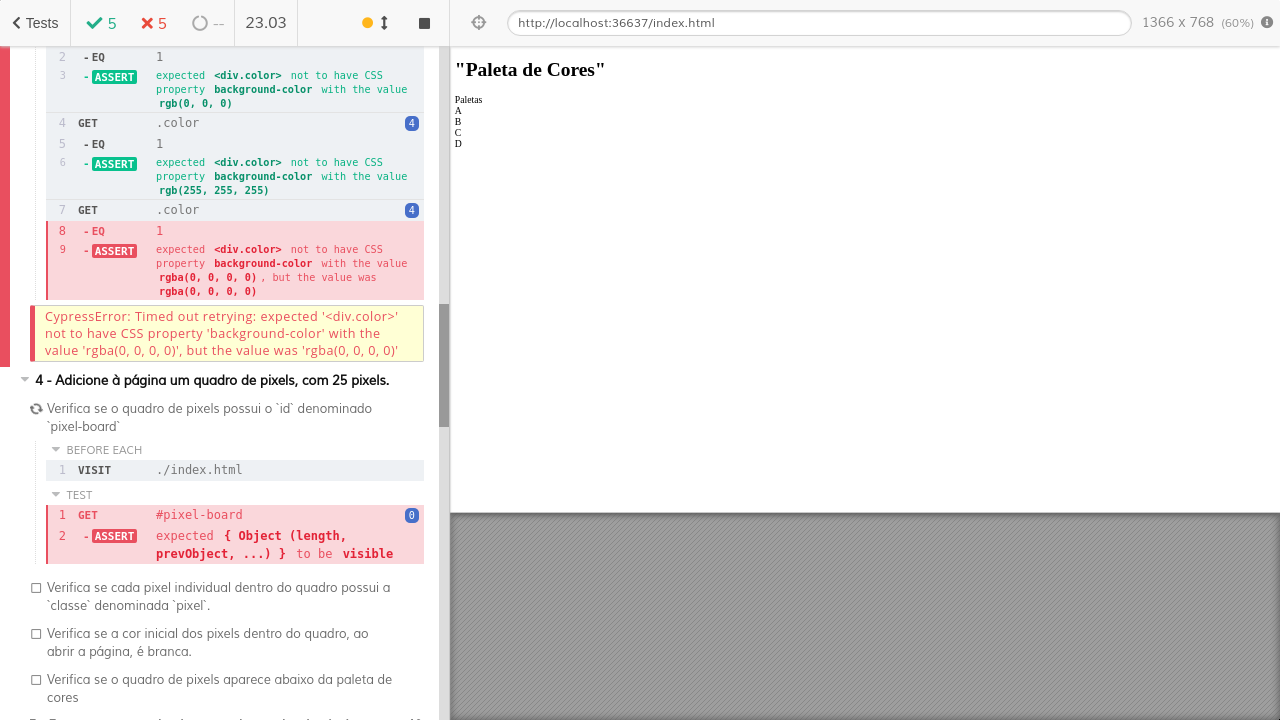 Tests 5 5 -- 23.03 http://localhost:36637/index.html 1366 x 768 (60%)
2 - EQ 1
3 - ASSERT expected <div.color> not to have CSS
property background-color with the value
rgb(0, 0, 0)
4 GET .color 4
5 - EQ 1
6 - ASSERT expected <div.color> not to have CSS
property background-color with the value
rgb(255, 255, 255)
7 GET .color 4
8 - EQ 1
9 - ASSERT expected <div.color> not to have CSS
property background-color with the value
rgba(0, 0, 0, 0), but the value was
rgba(0, 0, 0, 0)
CypressError: Timed out retrying: expected '<div.color>'
not to have CSS property 'background-color' with the
value 'rgba(0, 0, 0, 0)', but the value was 'rgba(0, 0, 0, 0)'
4 - Adicione à página um quadro de pixels, com 25 pixels.
Verifica se o quadro de pixels possui o `id` denominado
`pixel-board`
BEFORE EACH
1 VISIT ./index.html
TEST
1 GET #pixel-board 0
2 - ASSERT expected { Object (length,
prevObject, ...) } to be visible
Verifica se cada pixel individual dentro do quadro possui a
`classe` denominada `pixel`.
Verifica se a cor inicial dos pixels dentro do quadro, ao
abrir a página, é branca.
Verifica se o quadro de pixels aparece abaixo da paleta de
cores
"Paleta de Cores"
Paletas
A
B
C
D